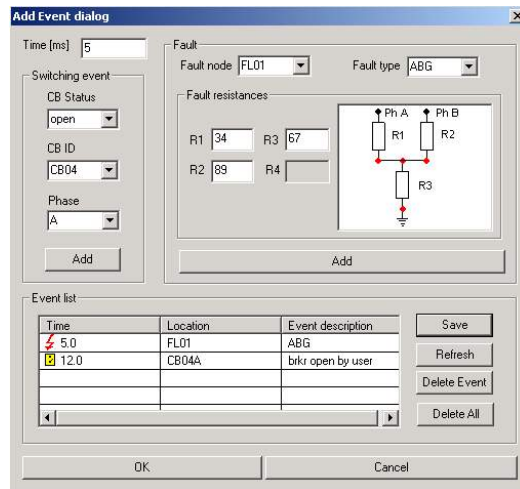 Add Event dialog
Time [ms] 5
Switching event
CB Status
open
CB ID
CB04
Phase
A
Add
Fault
Fault node FL01 Fault type ABG
Fault resistances
R1 34 R3 67
R2 89 R4
Ph A Ph B
R1 R2
R3
Add
Event list
Time Location Event description
5.0 FL01 ABG
12.0 CB04A brkr open by user
Save
Refresh
Delete Event
Delete All
OK Cancel